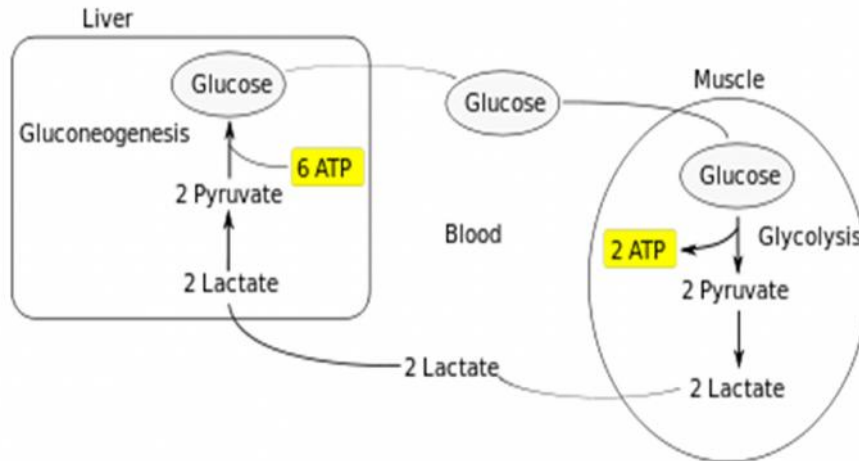 Liver
Glucose
Gluconeogenesis
6 ATP
2 Pyruvate
2 Lactate
Glucose
Blood
2 Lactate
Muscle
Glucose
Glycolysis
2 ATP
2 Pyruvate
2 Lactate